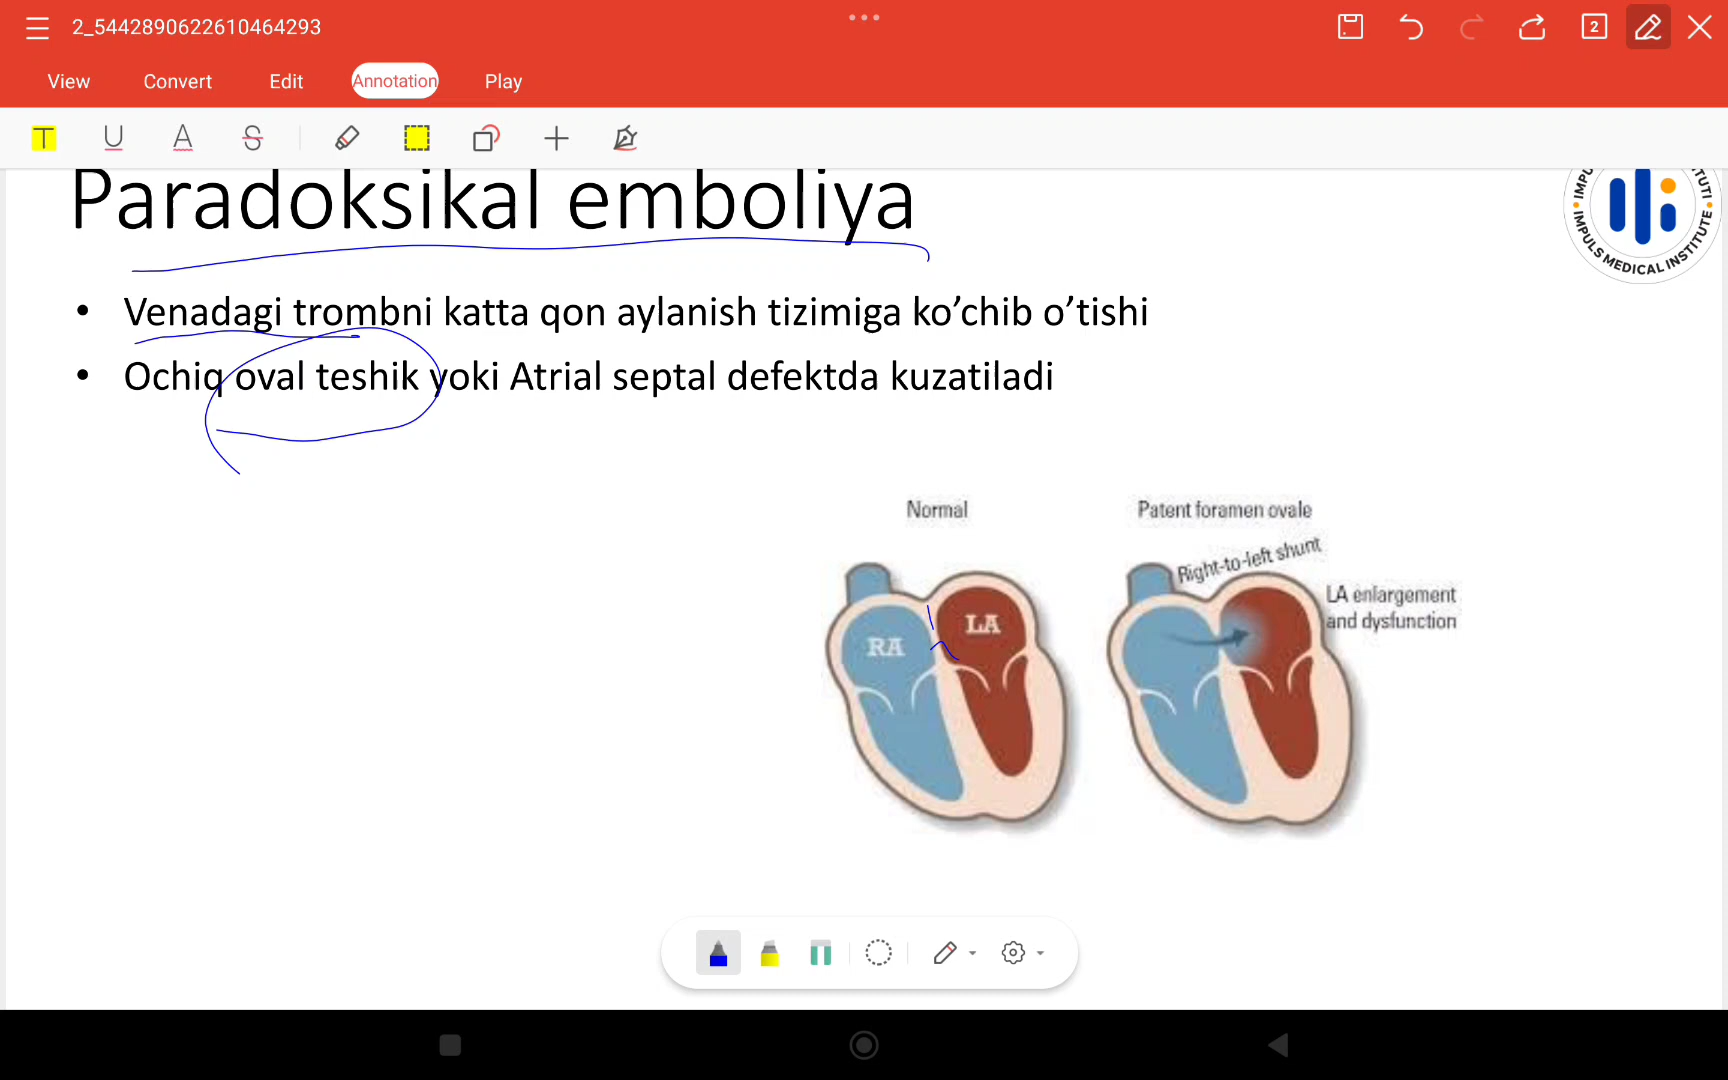 2_5442890622610464293
2
View Convert Edit Annotation Play
T U A S
Paradoksikal emboliya
• Venadagi trombni katta qon aylanish tizimiga ko’chib o’tishi
• Ochiq oval teshik yoki Atrial septal defektda kuzatiladi
IMPULS MEDICAL INSTITUTE
Normal
Patent foramen ovale
Right-to-left shunt
LA enlargement
and dysfunction
RA
LA